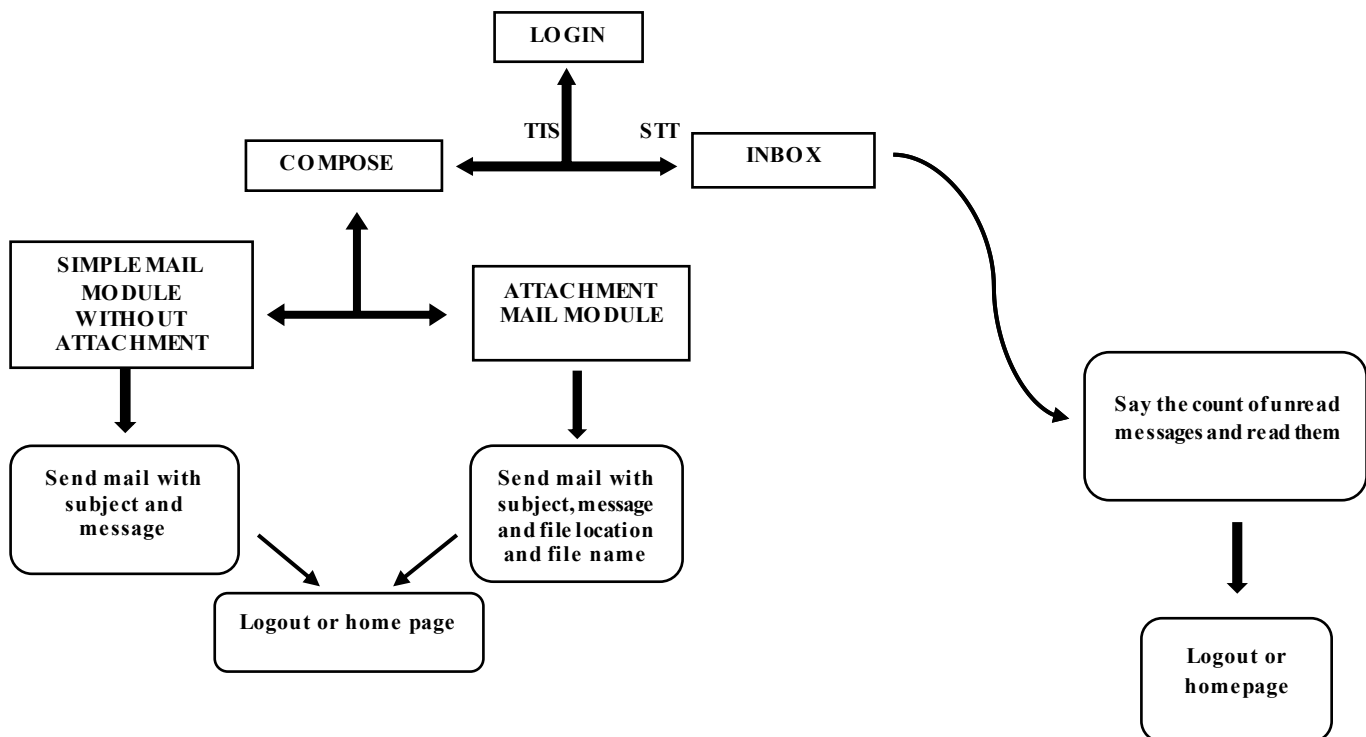 LOGIN
TTS
STT
COMPOSE
INBOX
SIMPLE MAIL
MODULE
WITHOUT
ATTACHMENT
ATTACHMENT
MAIL MODULE
Say the count of unread
messages and read them
Send mail with
subject and
message
Send mail with
subject, message
and file location
and file name
Logout or home page
Logout or
homepage